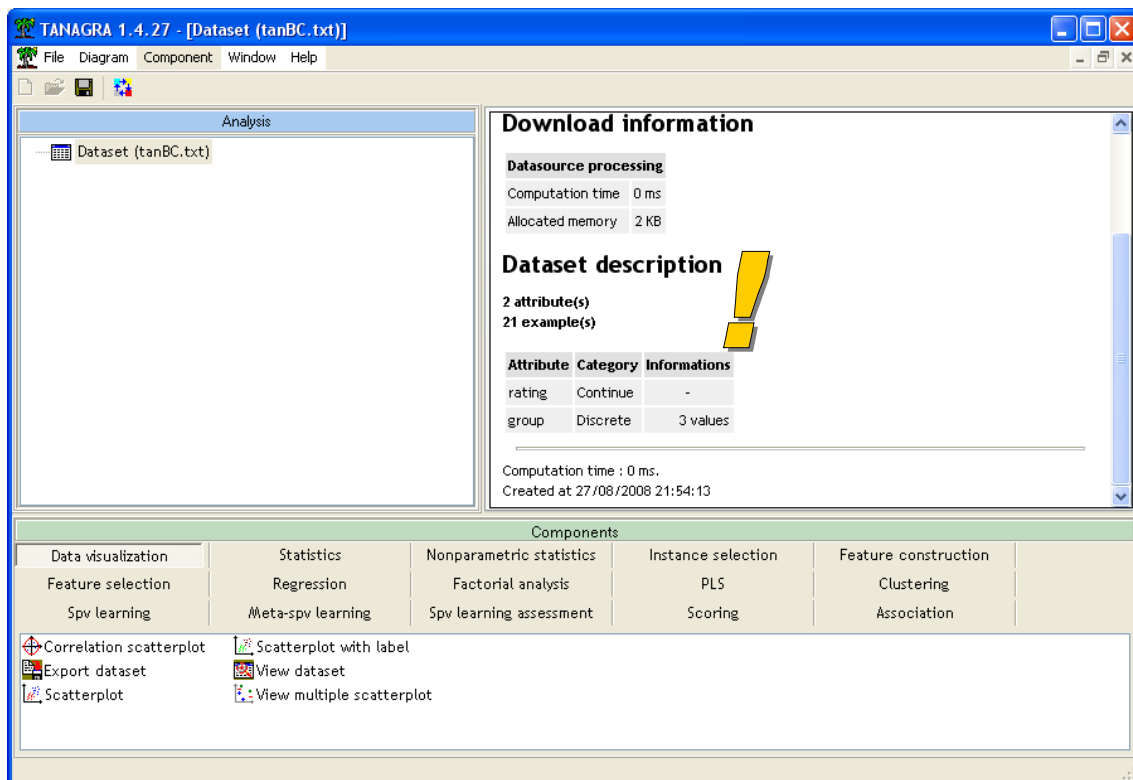 TANAGRA 1.4.27 - [Dataset (tanBC.txt)]
File Diagram Component Window Help
Analysis
Dataset (tanBC.txt)
Download information
Datasource processing
Computation time 0 ms
Allocated memory 2 KB
Dataset description
2 attribute(s)
21 example(s)
!
Attribute Category Informations
rating Continue -
group Discrete 3 values
Computation time : 0 ms.
Created at 27/08/2008 21:54:13
Components
Data visualization Statistics Nonparametric statistics Instance selection Feature construction
Feature selection Regression Factorial analysis PLS Clustering
Spv learning Meta-spv learning Spv learning assessment Scoring Association
Correlation scatterplot Scatterplot with label
Export dataset View dataset
Scatterplot View multiple scatterplot